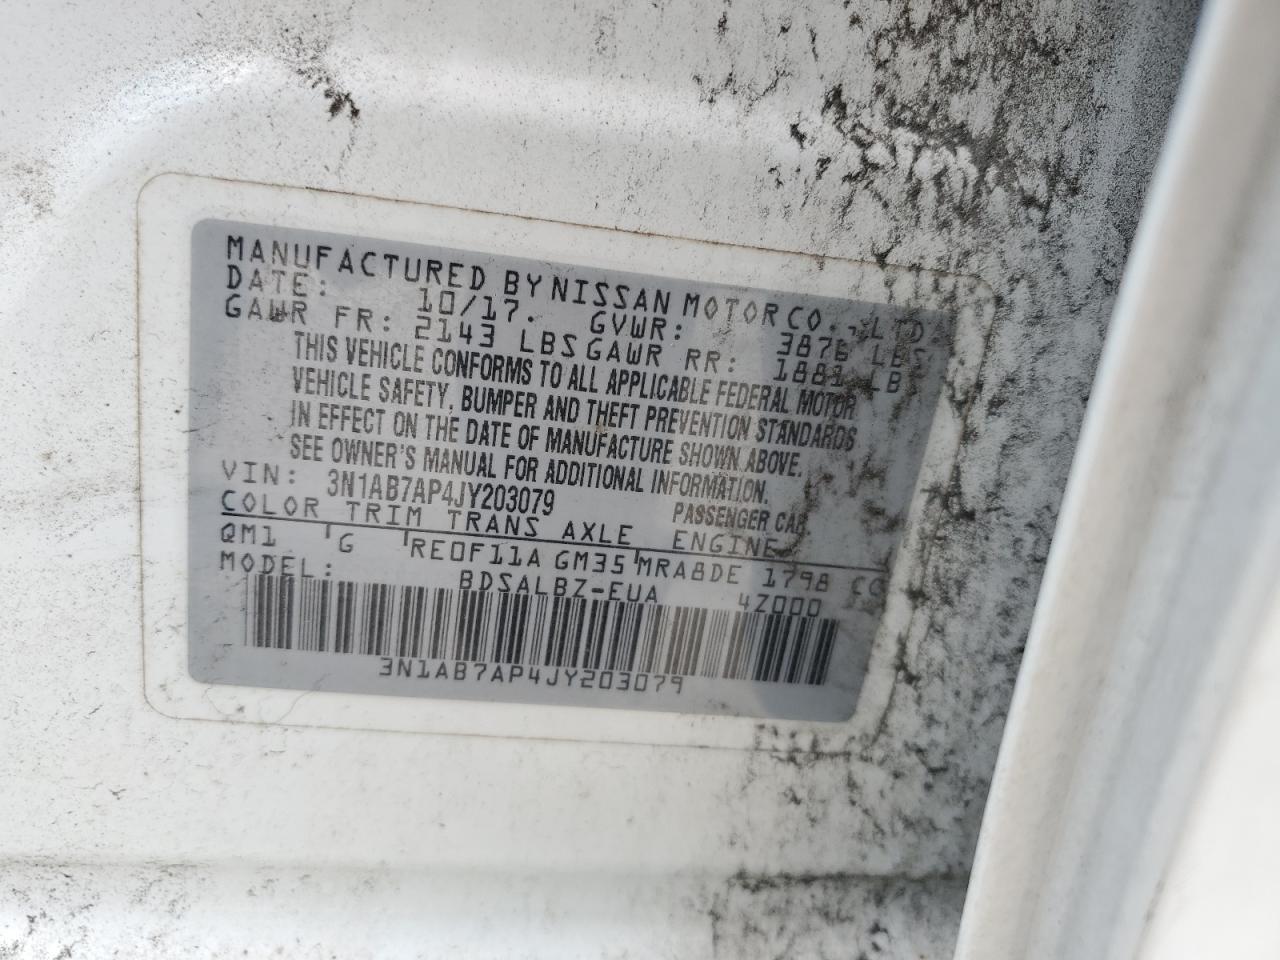 MANUFACTURED BY NISSAN MOTOR CO., LTD.
DATE: 10/17. GVWR: 3876 LBS
GAWR FR: 2143 LBS GAWR RR: 1881 LB
THIS VEHICLE CONFORMS TO ALL APPLICABLE FEDERAL MOTOR
VEHICLE SAFETY, BUMPER AND THEFT PREVENTION STANDARDS
IN EFFECT ON THE DATE OF MANUFACTURE SHOWN ABOVE.
SEE OWNER'S MANUAL FOR ADDITIONAL INFORMATION.
VIN: 3N1AB7AP4JY203079 PASSENGER CAR
COLOR TRIM TRANS AXLE ENGINE
QM1 G RE0F11A GM35 MRA8DE 1798 CC
MODEL: BDSALBZ-EUA 4Z000
3N1AB7AP4JY203079